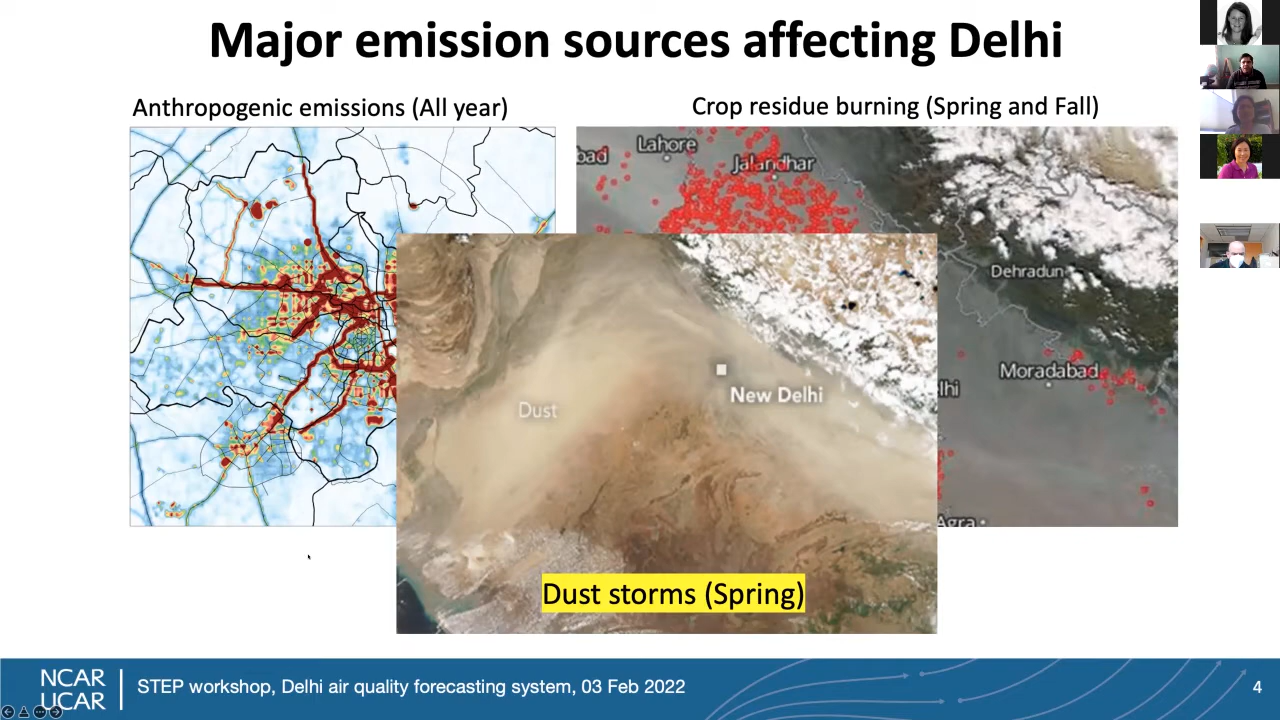 Major emission sources affecting Delhi
Anthropogenic emissions (All year)
Crop residue burning (Spring and Fall)
bad
Lahore
Jalandhar
Dehradun
Moradabad
lhi
Agra
New Delhi
Dust
Dust storms (Spring)
NCAR
UCAR
STEP workshop, Delhi air quality forecasting system, 03 Feb 2022
4